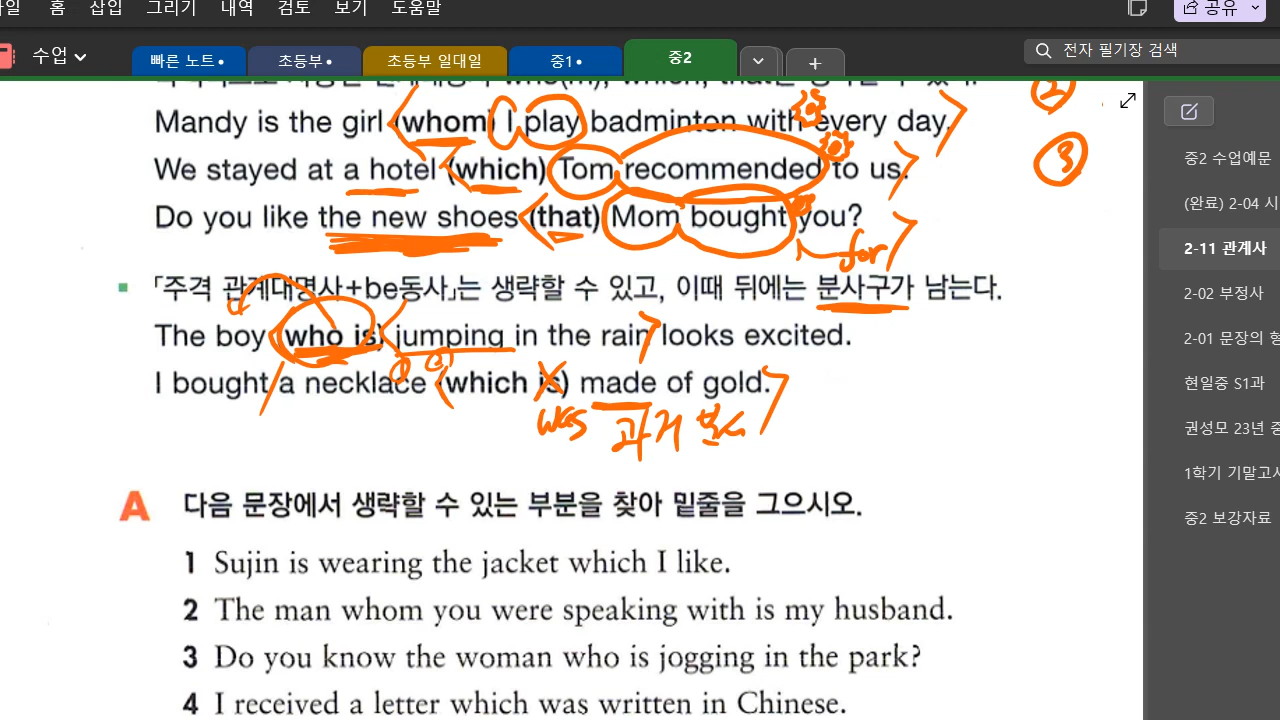 홈 삽입 그리기 내역 검토 보기 도움말
공유
수업
빠른 노트
초등부
초등부 일대일
중1
중2
전자 필기장 검색
Mandy is the girl (whom) I play badminton with every day.
②
We stayed at a hotel (which) Tom recommended to us.
③
Do you like the new shoes (that) Mom bought you?
for
「주격 관계대명사+be동사」는 생략할 수 있고, 이때 뒤에는 분사구가 남는다.
The boy (who is) jumping in the rain looks excited.
I bought a necklace (which is) made of gold.
was 과거 분사
A 다음 문장에서 생략할 수 있는 부분을 찾아 밑줄을 그으시오.
1 Sujin is wearing the jacket which I like.
2 The man whom you were speaking with is my husband.
3 Do you know the woman who is jogging in the park?
4 I received a letter which was written in Chinese.
중2 수업예문
(완료) 2-04 시
2-11 관계사
2-02 부정사
2-01 문장의 형
현일중 S1과
권성모 23년 중
1학기 기말고사
중2 보강자료